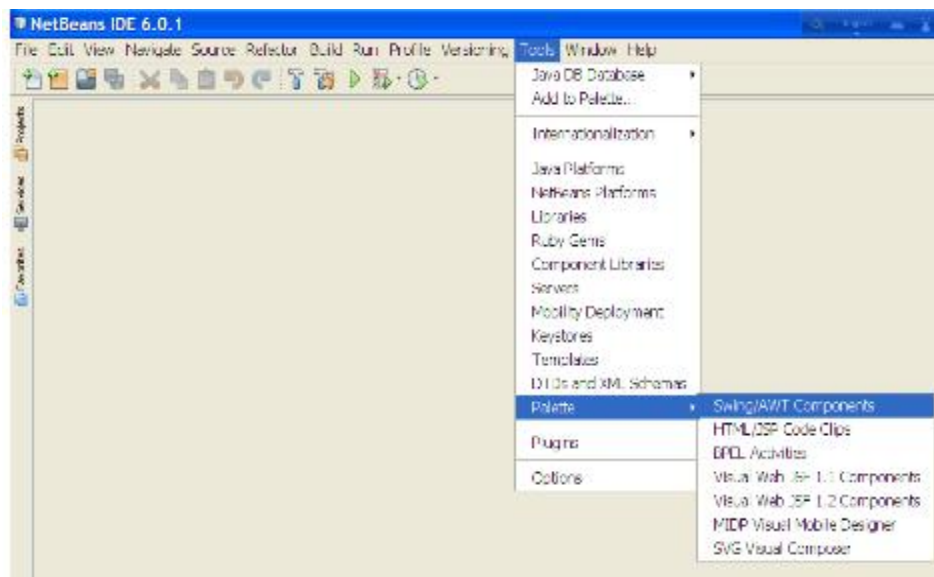 NetBeans IDE 6.0.1
File Edit View Navigate Source Refactor Build Run Profile Versioning Tools Window Help
Java DB Database
Add to Palette...
Internationalization
Java Platforms
NetBeans Platforms
Libraries
Ruby Gems
Component Libraries
Servers
Mobility Deployment
Keystores
Templates
DTDs and XML Schemas
Palette
Plugins
Options
Swing/AWT Components
HTML/JSP Code Clips
BPEL Activities
Visual Web JSF 1.1 Components
Visual Web JSF 1.2 Components
MIDP Visual Mobile Designer
SVG Visual Composer
Projects
Services
Favorites